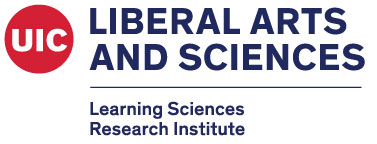 UIC
LIBERAL ARTS
AND SCIENCES
Learning Sciences
Research Institute